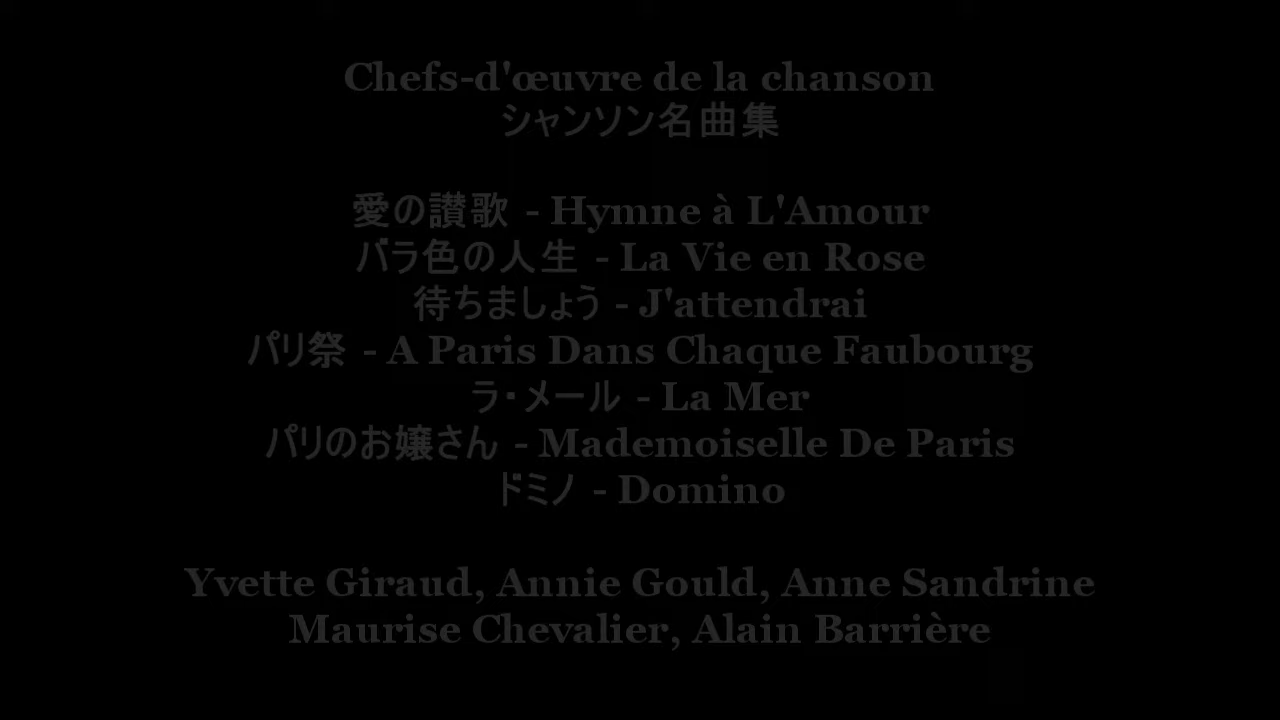 Chefs-d'œuvre de la chanson
シャンソン名曲集
愛の讃歌 - Hymne à L'Amour
バラ色の人生 - La Vie en Rose
待ちましょう - J'attendrai
パリ祭 - A Paris Dans Chaque Faubourg
ラ・メール - La Mer
パリのお嬢さん - Mademoiselle De Paris
ドミノ - Domino
Yvette Giraud, Annie Gould, Anne Sandrine
Maurise Chevalier, Alain Barrière